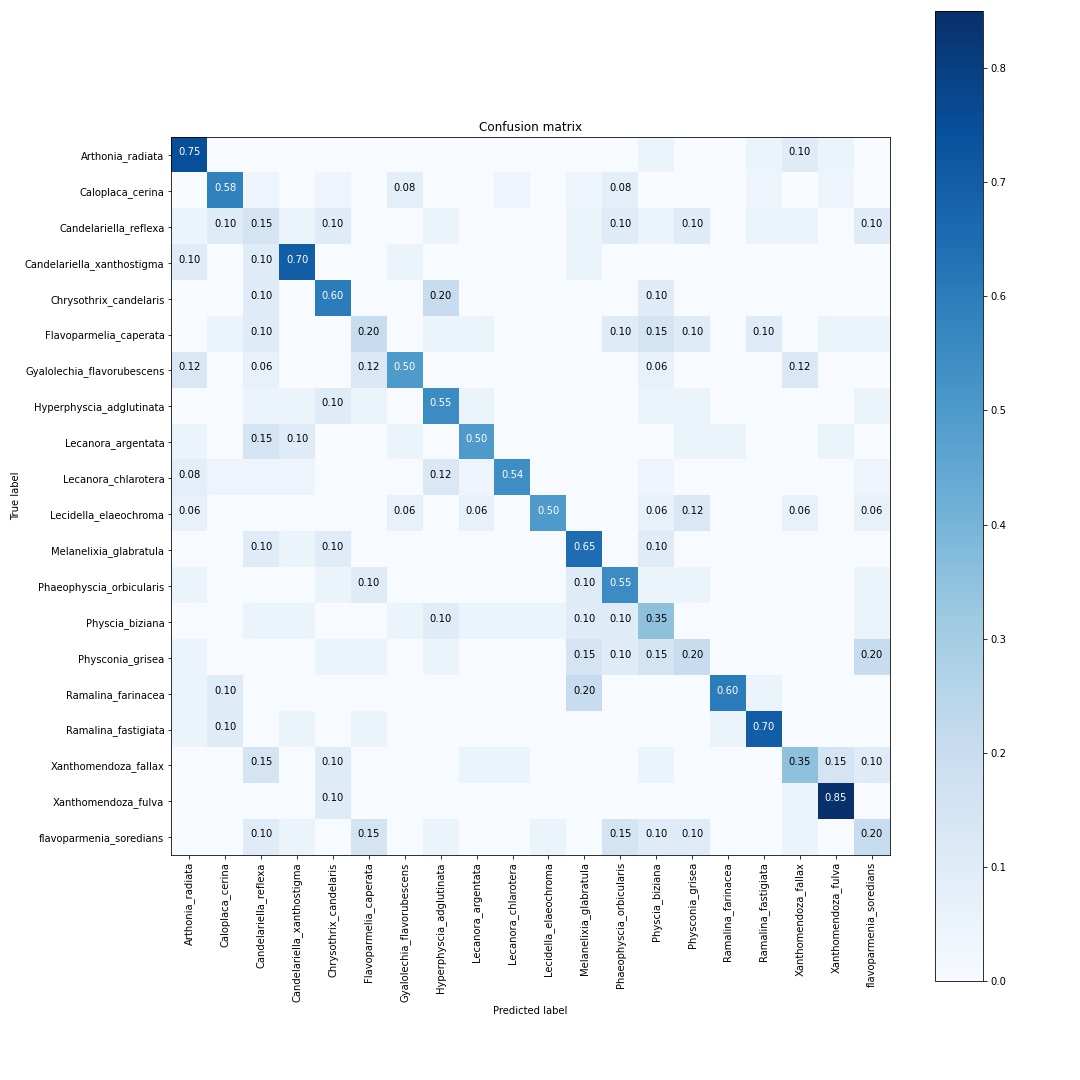 Confusion matrix
True label
Arthonia_radiata 0.75 0.10
Caloplaca_cerina 0.58 0.08 0.08
Candelariella_reflexa 0.10 0.15 0.10 0.10 0.10 0.10
Candelariella_xanthostigma 0.10 0.10 0.70
Chrysothrix_candelaris 0.10 0.60 0.20 0.10
Flavoparmelia_caperata 0.10 0.20 0.10 0.15 0.10 0.10
Gyalolechia_flavorubescens 0.12 0.06 0.12 0.50 0.06 0.12
Hyperphyscia_adglutinata 0.10 0.55
Lecanora_argentata 0.15 0.10 0.50
Lecanora_chlarotera 0.08 0.12 0.54
Lecidella_elaeochroma 0.06 0.06 0.06 0.50 0.06 0.12 0.06 0.06
Melanelixia_glabratula 0.10 0.10 0.65 0.10
Phaeophyscia_orbicularis 0.10 0.10 0.55
Physcia_biziana 0.10 0.10 0.10 0.35
Physconia_grisea 0.15 0.10 0.15 0.20 0.20
Ramalina_farinacea 0.10 0.20 0.60
Ramalina_fastigiata 0.10 0.70
Xanthomendoza_fallax 0.15 0.10 0.35 0.15 0.10
Xanthomendoza_fulva 0.10 0.85
flavoparmenia_soredians 0.10 0.15 0.15 0.10 0.10 0.20
Arthonia_radiata
Caloplaca_cerina
Candelariella_reflexa
Candelariella_xanthostigma
Chrysothrix_candelaris
Flavoparmelia_caperata
Gyalolechia_flavorubescens
Hyperphyscia_adglutinata
Lecanora_argentata
Lecanora_chlarotera
Lecidella_elaeochroma
Melanelixia_glabratula
Phaeophyscia_orbicularis
Physcia_biziana
Physconia_grisea
Ramalina_farinacea
Ramalina_fastigiata
Xanthomendoza_fallax
Xanthomendoza_fulva
flavoparmenia_soredians
Predicted label
0.8
0.7
0.6
0.5
0.4
0.3
0.2
0.1
0.0